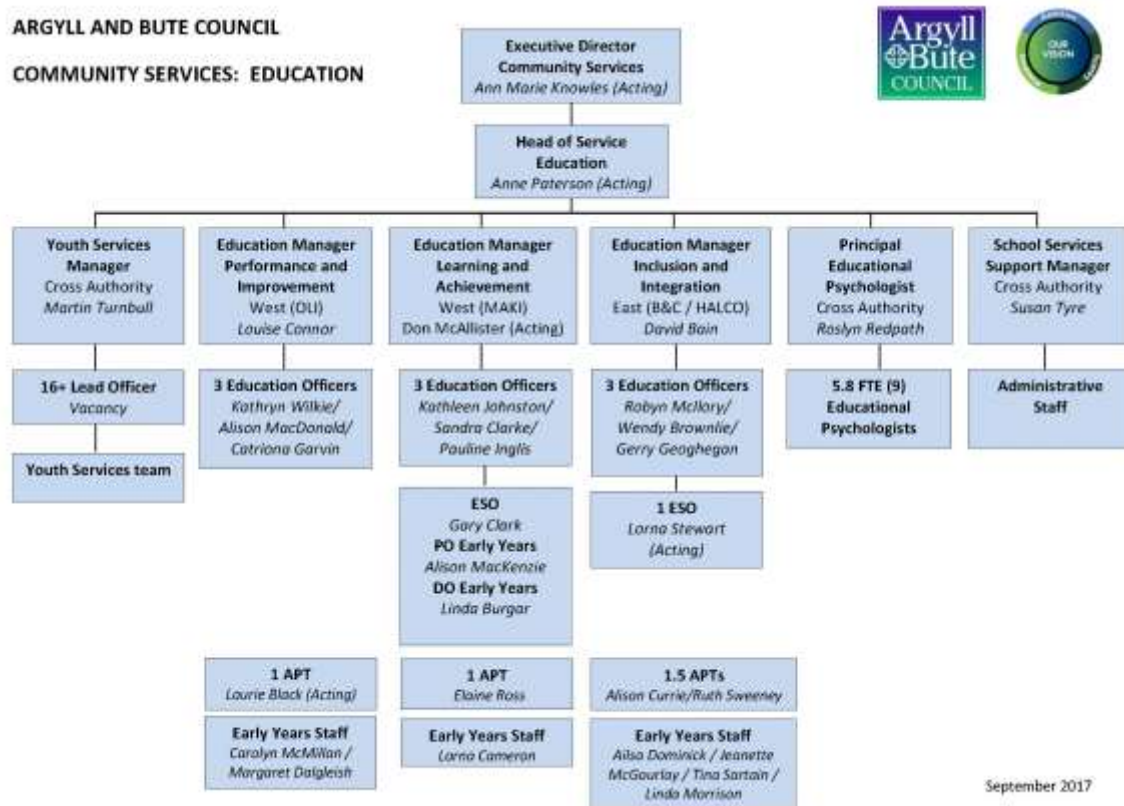 ARGYLL AND BUTE COUNCIL
COMMUNITY SERVICES: EDUCATION
Argyll
Bute
COUNCIL
OUR
VISION
Executive Director
Community Services
Ann Marie Knowles (Acting)
Head of Service
Education
Anne Paterson (Acting)
Youth Services
Manager
Cross Authority
Martin Turnbull
Education Manager
Performance and
Improvement
West (OLI)
Louise Connor
Education Manager
Learning and
Achievement
West (MAKI)
Don McAllister (Acting)
Education Manager
Inclusion and
Integration
East (B&C / HALCO)
David Bain
Principal
Educational
Psychologist
Cross Authority
Roslyn Redpath
School Services
Support Manager
Cross Authority
Susan Tyre
16+ Lead Officer
Vacancy
3 Education Officers
Kathryn Wilkie/
Alison MacDonald/
Catriona Garvin
3 Education Officers
Kathleen Johnston/
Sandra Clarke/
Pauline Inglis
3 Education Officers
Robyn McIlory/
Wendy Brownlie/
Gerry Geoghegan
5.8 FTE (9)
Educational
Psychologists
Administrative
Staff
Youth Services team
ESO
Gary Clark
PO Early Years
Alison MacKenzie
DO Early Years
Linda Burgar
1 ESO
Lorna Stewart
(Acting)
1 APT
Laurie Black (Acting)
1 APT
Elaine Ross
1.5 APTs
Alison Currie/Ruth Sweeney
Early Years Staff
Carolyn McMillan /
Margaret Dalgleish
Early Years Staff
Lorna Cameron
Early Years Staff
Ailsa Dominick / Jeanette
McGourlay / Tina Sartain /
Linda Morrison
September 2017